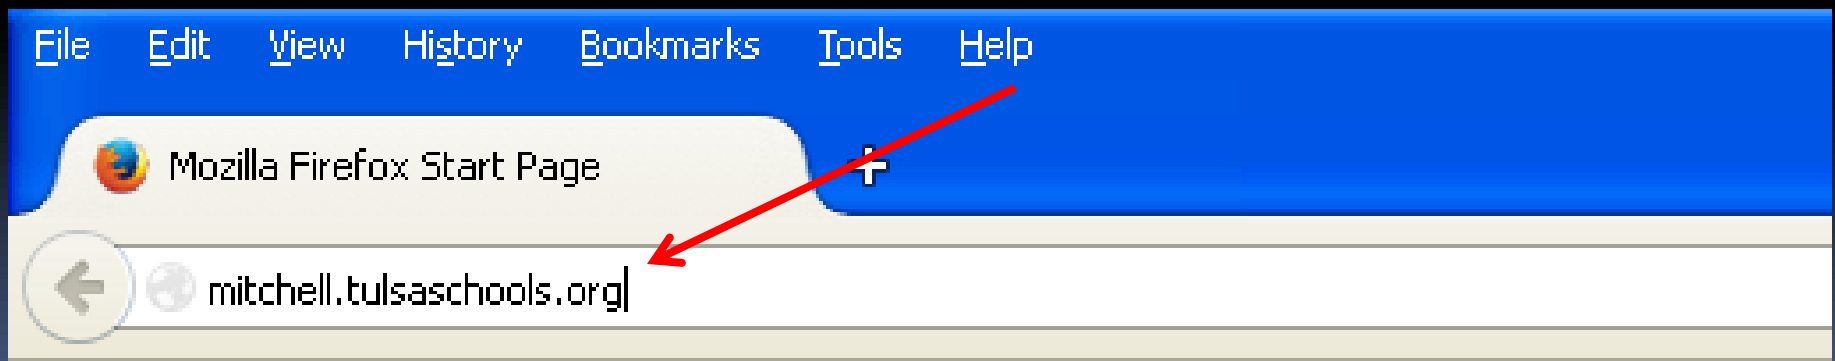 File Edit View History Bookmarks Tools Help
Mozilla Firefox Start Page
mitchell.tulsaschools.org